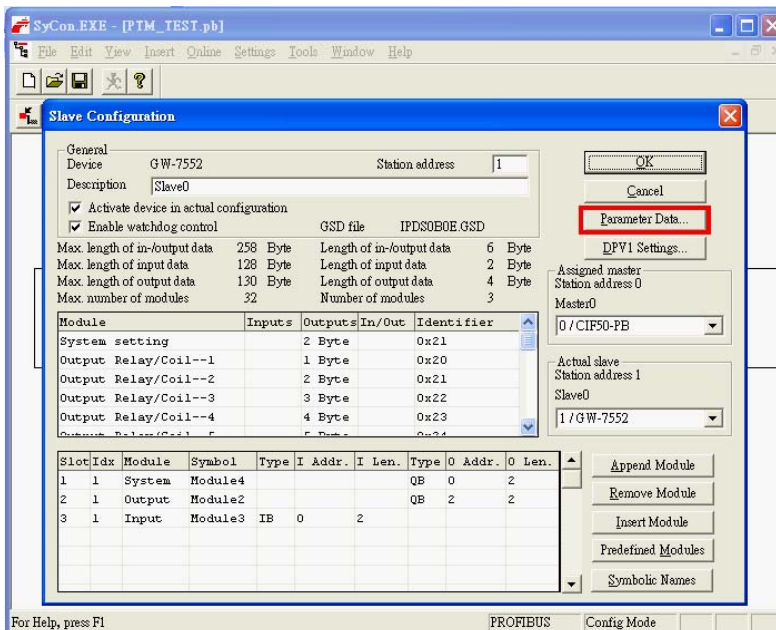 SyCon.EXE - [PTM_TEST.pb]
File Edit View Insert Online Settings Tools Window Help
Slave Configuration
General
Device GW-7552 Station address 1
Description Slave0
Activate device in actual configuration
Enable watchdog control GSD file IPDS0B0E.GSD
Max. length of in-/output data 258 Byte Length of in-/output data 6 Byte
Max. length of input data 128 Byte Length of input data 2 Byte
Max. length of output data 130 Byte Length of output data 4 Byte
Max. number of modules 32 Number of modules 3
OK
Cancel
Parameter Data...
DPV1 Settings...
Assigned master
Station address 0
Master0
0 / CIF50-PB
Actual slave
Station address 1
Slave0
1 / GW-7552
Module Inputs Outputs In/Out Identifier
System setting 2 Byte 0x21
Output Relay/Coil--1 1 Byte 0x20
Output Relay/Coil--2 2 Byte 0x21
Output Relay/Coil--3 3 Byte 0x22
Output Relay/Coil--4 4 Byte 0x23
Slot Idx Module Symbol Type I Addr. I Len. Type O Addr. O Len.
1 1 System Module4 QB 0 2
2 1 Output Module2 QB 2 2
3 1 Input Module3 IB 0 2
Append Module
Remove Module
Insert Module
Predefined Modules
Symbolic Names
For Help, press F1 PROFIBUS Config Mode